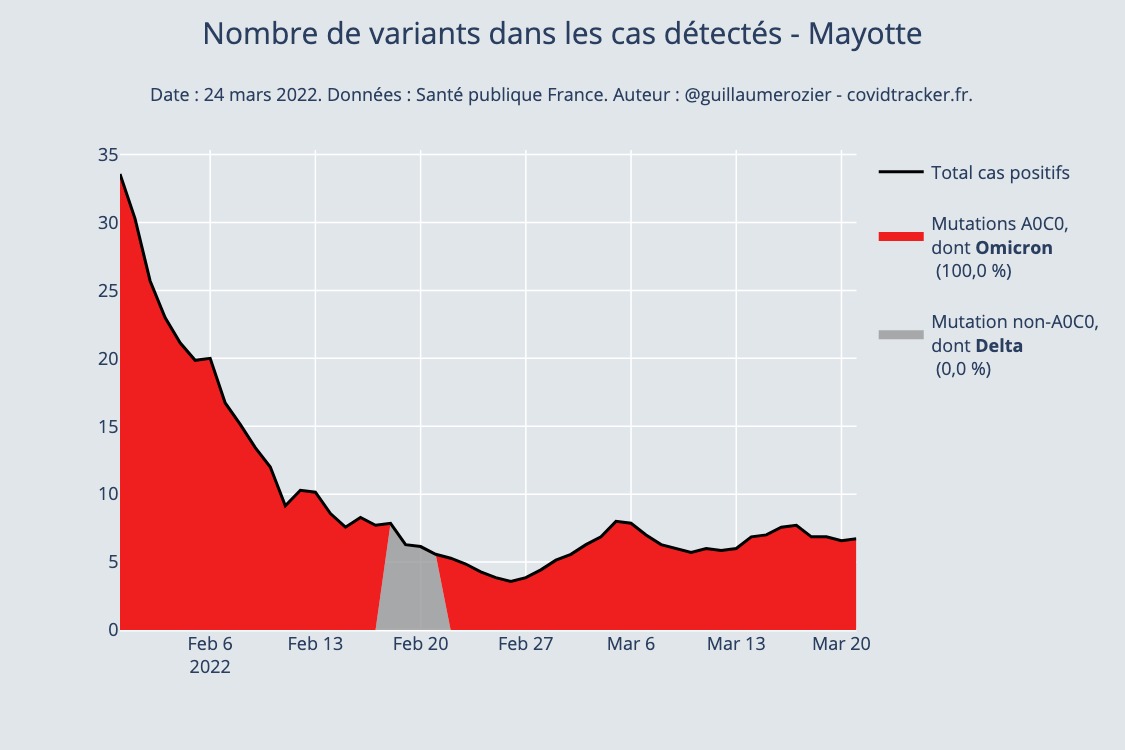 Nombre de variants dans les cas détectés - Mayotte
Date : 24 mars 2022. Données : Santé publique France. Auteur : @guillaumerozier - covidtracker.fr.
35
30
25
20
15
10
5
0
Feb 6
2022
Feb 13
Feb 20
Feb 27
Mar 6
Mar 13
Mar 20
Total cas positifs
Mutations A0C0,
dont Omicron
(100,0 %)
Mutation non-A0C0,
dont Delta
(0,0 %)